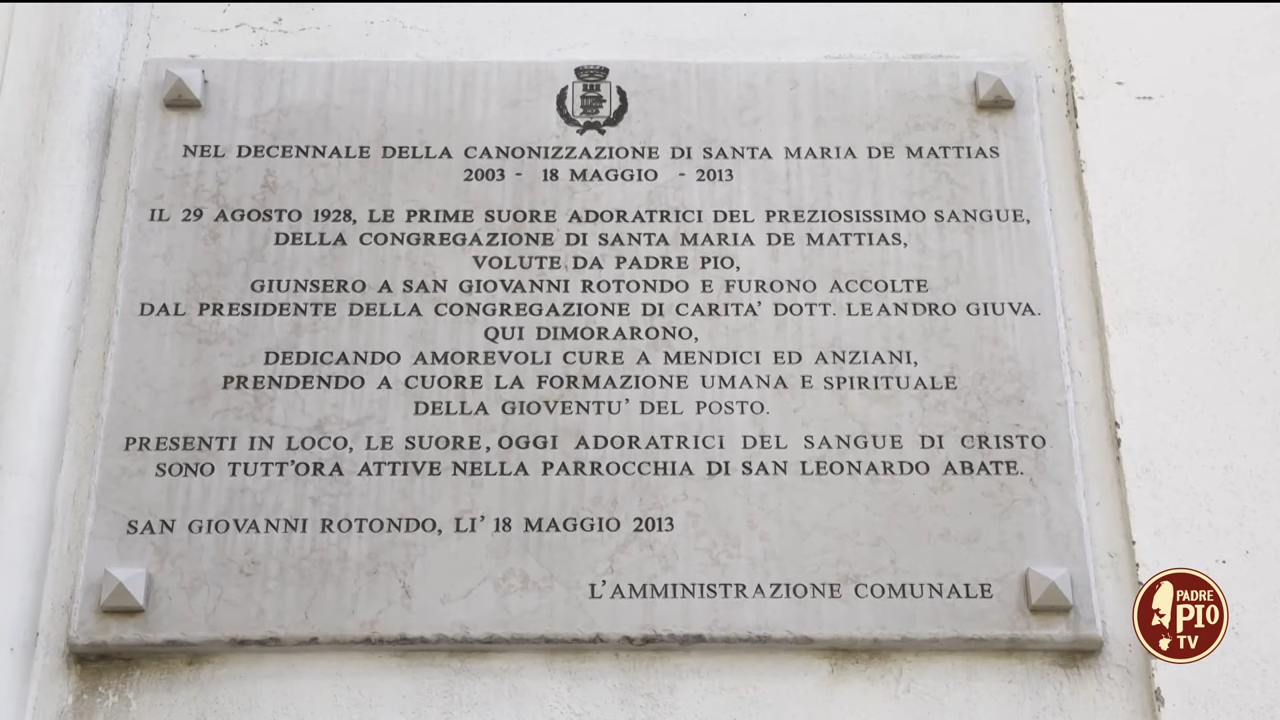 NEL DECENNALE DELLA CANONIZZAZIONE DI SANTA MARIA DE MATTIAS
2003 - 18 MAGGIO - 2013
IL 29 AGOSTO 1928, LE PRIME SUORE ADORATRICI DEL PREZIOSISSIMO SANGUE,
DELLA CONGREGAZIONE DI SANTA MARIA DE MATTIAS,
VOLUTE DA PADRE PIO,
GIUNSERO A SAN GIOVANNI ROTONDO E FURONO ACCOLTE
DAL PRESIDENTE DELLA CONGREGAZIONE DI CARITA' DOTT. LEANDRO GIUVA.
QUI DIMORARONO,
DEDICANDO AMOREVOLI CURE A MENDICI ED ANZIANI,
PRENDENDO A CUORE LA FORMAZIONE UMANA E SPIRITUALE
DELLA GIOVENTU' DEL POSTO.
PRESENTI IN LOCO, LE SUORE, OGGI ADORATRICI DEL SANGUE DI CRISTO
SONO TUTT'ORA ATTIVE NELLA PARROCCHIA DI SAN LEONARDO ABATE.
SAN GIOVANNI ROTONDO, LI' 18 MAGGIO 2013
L'AMMINISTRAZIONE COMUNALE
PADRE
PIO
TV